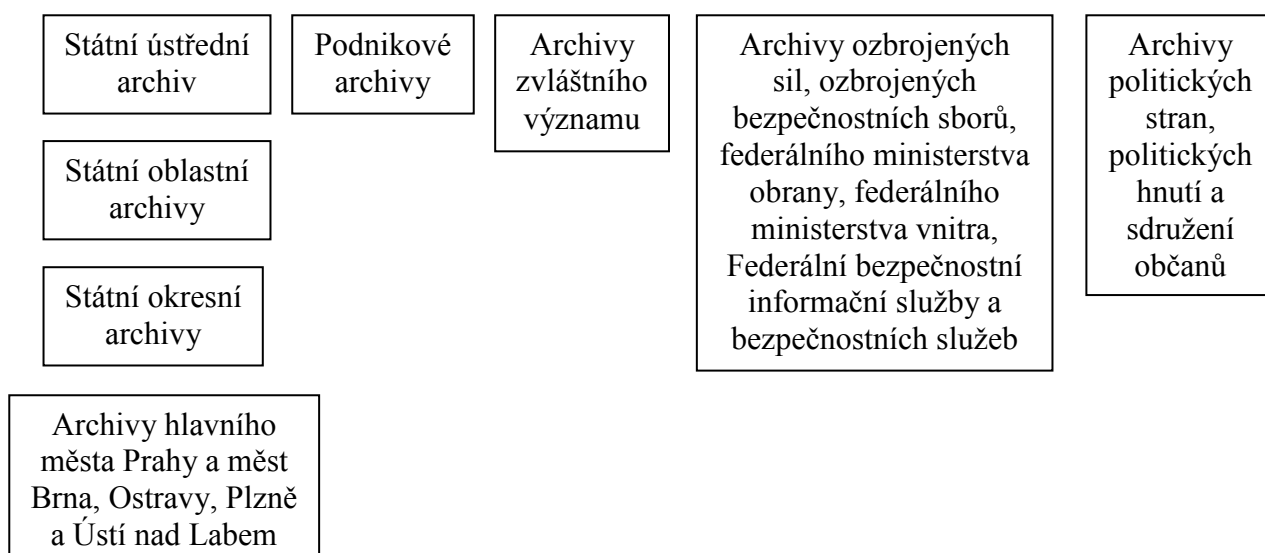 Státní ústřední
archiv
Státní oblastní
archivy
Státní okresní
archivy
Archivy hlavního
města Prahy a měst
Brna, Ostravy, Plzně
a Ústí nad Labem
Podnikové
archivy
Archivy
zvláštního
významu
Archivy ozbrojených
sil, ozbrojených
bezpečnostních sborů,
federálního ministerstva
obrany, federálního
ministerstva vnitra,
Federální bezpečnostní
informační služby a
bezpečnostních služeb
Archivy
politických
stran,
politických
hnutí a
sdružení
občanů